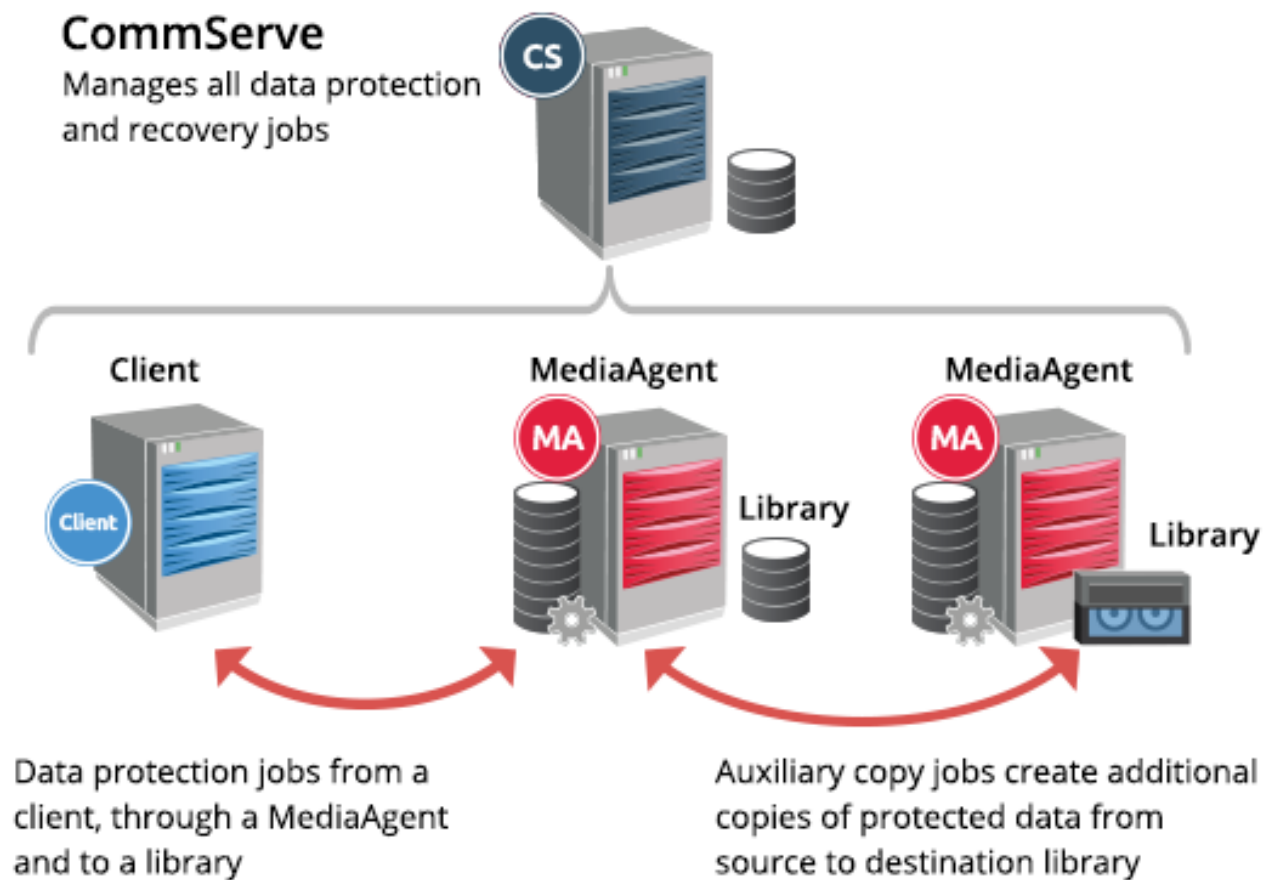 CommServe
Manages all data protection
and recovery jobs
CS
Client
MediaAgent
MediaAgent
Client
MA
Library
MA
Library
Data protection jobs from a
client, through a MediaAgent
and to a library
Auxiliary copy jobs create additional
copies of protected data from
source to destination library